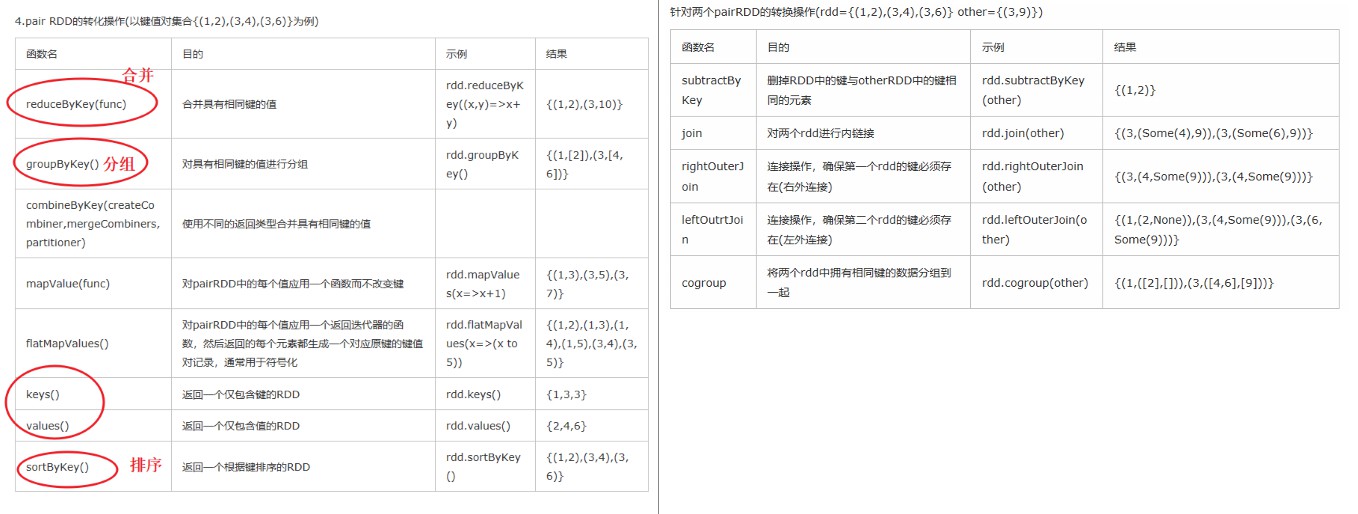 4.pair RDD的转化操作(以键值对集合{(1,2),(3,4),(3,6)}为例)
函数名 目的 示例 结果
合并
reduceByKey(func) 合并具有相同键的值 rdd.reduceByK
ey((x,y)=>x+
y) {(1,2),(3,10)}
groupByKey() 分组 对具有相同键的值进行分组 rdd.groupByK
ey() {(1,[2]),(3,[4,
6])}
combineByKey(createCo
mbiner,mergeCombiners,
partitioner) 使用不同的返回类型合并具有相同键的值
mapValue(func) 对pairRDD中的每个值应用一个函数而不改变键 rdd.mapValue
s(x=>x+1) {(1,3),(3,5),(3,
7)}
flatMapValues() 对pairRDD中的每个值应用一个返回迭代器的函
数，然后返回的每个元素都生成一个对应原键的键值
对记录，通常用于符号化 rdd.flatMapVal
ues(x=>(x to
5)) {(1,2),(1,3),(1,
4),(1,5),(3,4),(3,
5)}
keys() 返回一个仅包含键的RDD rdd.keys() {1,3,3}
values() 返回一个仅包含值的RDD rdd.values() {2,4,6}
sortByKey() 排序 返回一个根据键排序的RDD rdd.sortByKey
() {(1,2),(3,4),(3,
6)}
针对两个pairRDD的转换操作(rdd={(1,2),(3,4),(3,6)} other={(3,9)})
函数名 目的 示例 结果
subtractBy
Key 删掉RDD中的键与otherRDD中的键相
同的元素 rdd.subtractByKey
(other) {(1,2)}
join 对两个rdd进行内链接 rdd.join(other) {(3,(Some(4),9)),(3,(Some(6),9))}
rightOuterJ
oin 连接操作，确保第一个rdd的键必须存
在(右外连接) rdd.rightOuterJoin
(other) {(3,(4,Some(9))),(3,(4,Some(9)))}
leftOutrtJoi
n 连接操作，确保第二个rdd的键必须存
在(左外连接) rdd.leftOuterJoin(o
ther) {(1,(2,None)),(3,(4,Some(9))),(3,(6,
Some(9)))}
cogroup 将两个rdd中拥有相同键的数据分组到
一起 rdd.cogroup(other) {(1,([2],[])),(3,([4,6],[9]))}